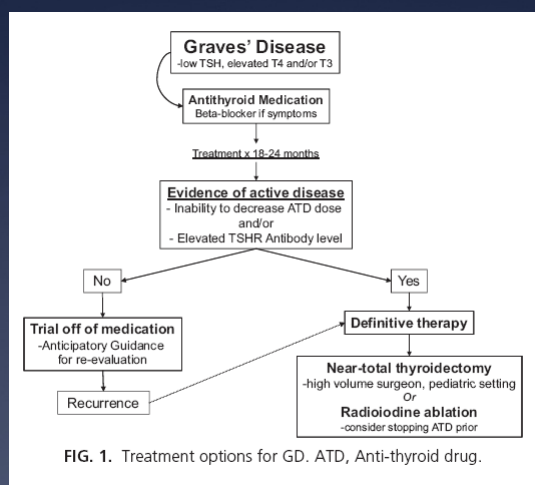 Graves' Disease
-low TSH, elevated T4 and/or T3
Antithyroid Medication
Beta-blocker if symptoms
Treatment x 18-24 months
Evidence of active disease
- Inability to decrease ATD dose
and/or
- Elevated TSHR Antibody level
No
Yes
Trial off of medication
-Anticipatory Guidance
for re-evaluation
Definitive therapy
Recurrence
Near-total thyroidectomy
-high volume surgeon, pediatric setting
Or
Radioiodine ablation
-consider stopping ATD prior
FIG. 1. Treatment options for GD. ATD, Anti-thyroid drug.